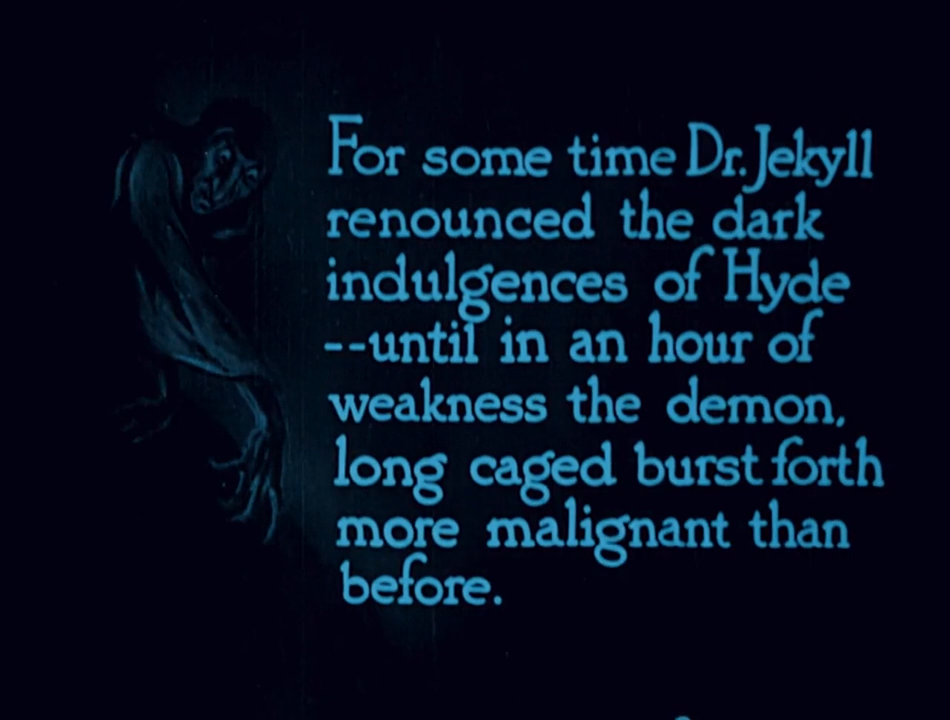 For some time Dr. Jekyll
renounced the dark
indulgences of Hyde
--until in an hour of
weakness the demon,
long caged burst forth
more malignant than
before.